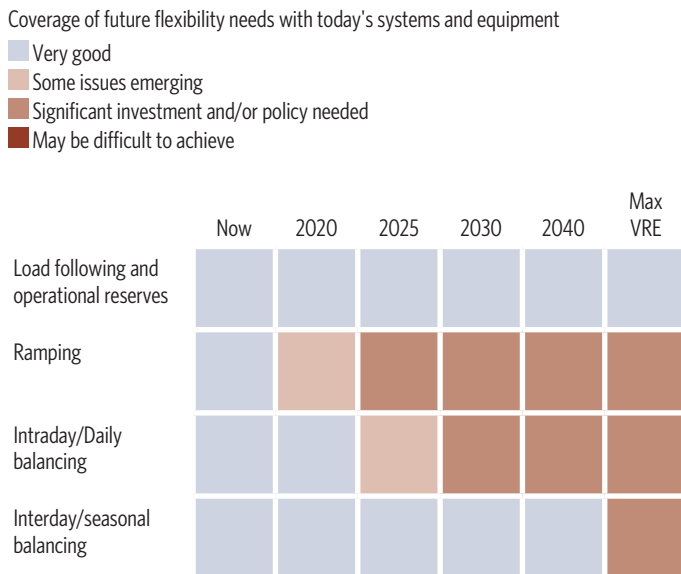 Coverage of future flexibility needs with today's systems and equipment
Very good
Some issues emerging
Significant investment and/or policy needed
May be difficult to achieve
Now 2020 2025 2030 2040 Max VRE
Load following and
operational reserves
Ramping
Intraday/Daily
balancing
Interday/seasonal
balancing